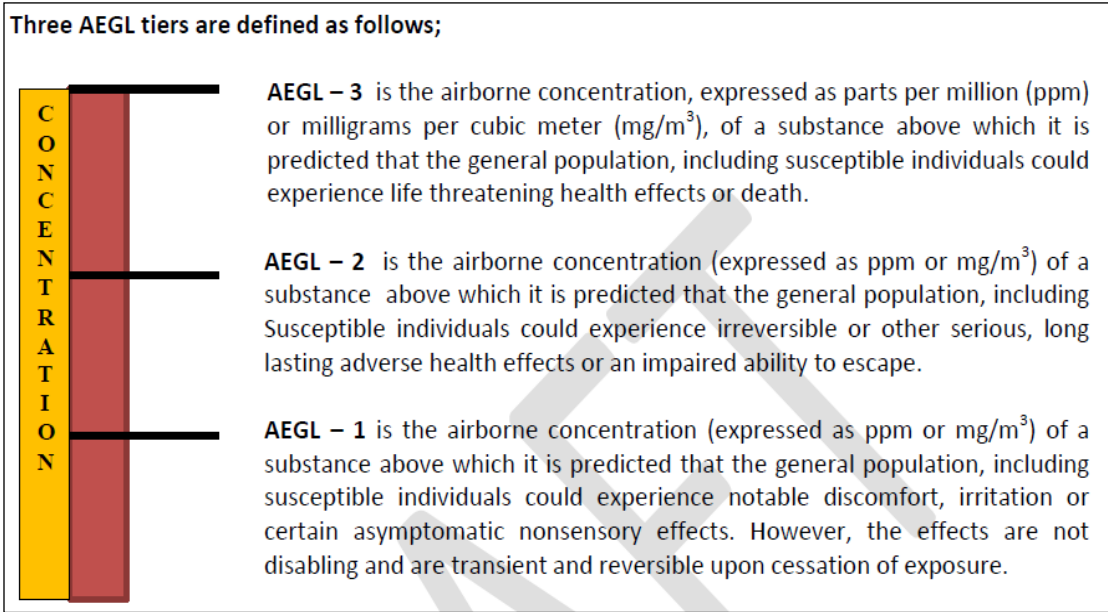 Three AEGL tiers are defined as follows;
CONCENTRATION
AEGL – 3 is the airborne concentration, expressed as parts per million (ppm)
or milligrams per cubic meter (mg/m³), of a substance above which it is
predicted that the general population, including susceptible individuals could
experience life threatening health effects or death.
AEGL – 2 is the airborne concentration (expressed as ppm or mg/m³) of a
substance above which it is predicted that the general population, including
Susceptible individuals could experience irreversible or other serious, long
lasting adverse health effects or an impaired ability to escape.
AEGL – 1 is the airborne concentration (expressed as ppm or mg/m³) of a
substance above which it is predicted that the general population, including
susceptible individuals could experience notable discomfort, irritation or
certain asymptomatic nonsensory effects. However, the effects are not
disabling and are transient and reversible upon cessation of exposure.